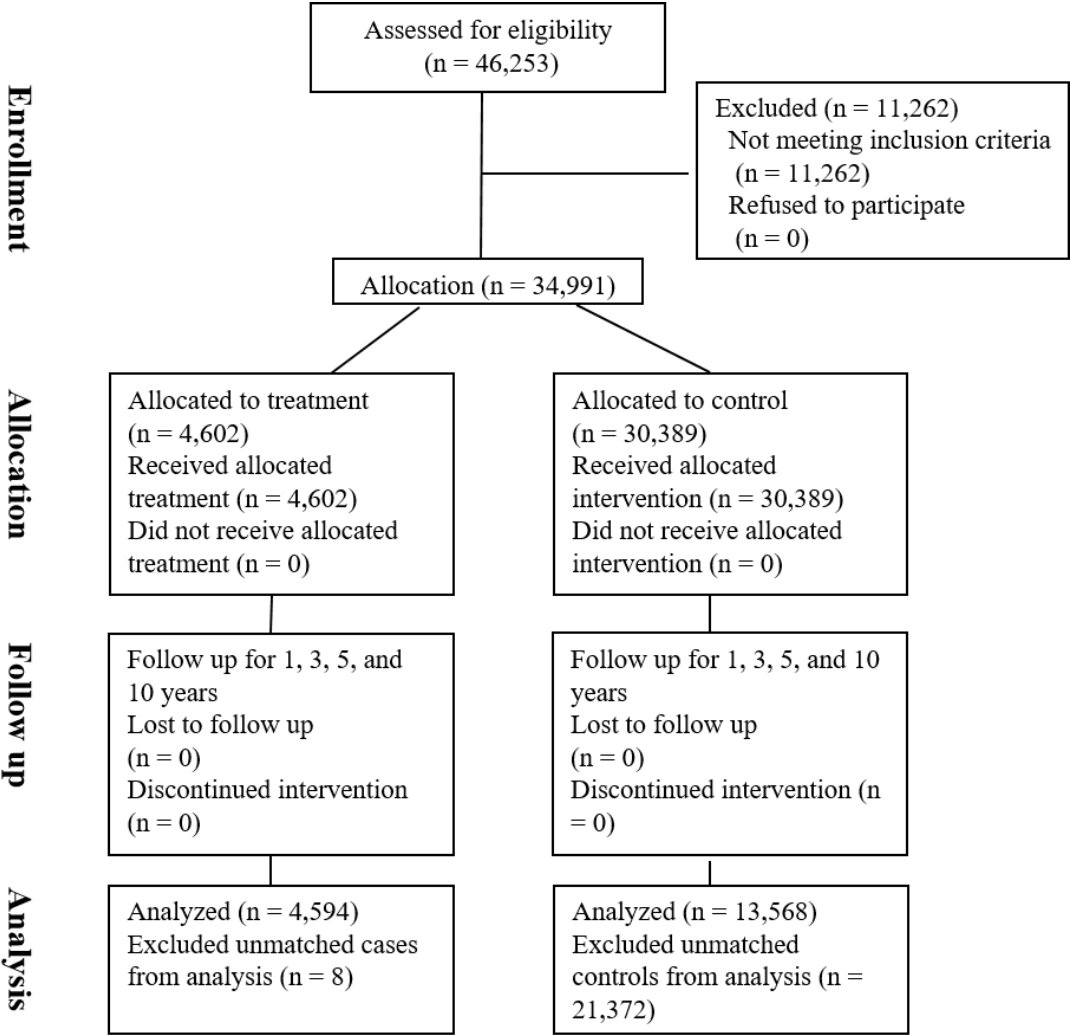 Assessed for eligibility
(n = 46,253)
Enrollment
Excluded (n = 11,262)
Not meeting inclusion criteria
(n = 11,262)
Refused to participate
(n = 0)
Allocation (n = 34,991)
Allocation
Allocated to treatment
(n = 4,602)
Received allocated
treatment (n = 4,602)
Did not receive allocated
treatment (n = 0)
Allocated to control
(n = 30,389)
Received allocated
intervention (n = 30,389)
Did not receive allocated
intervention (n = 0)
Follow up
Follow up for 1, 3, 5, and
10 years
Lost to follow up
(n = 0)
Discontinued intervention
(n = 0)
Follow up for 1, 3, 5, and 10
years
Lost to follow up
(n = 0)
Discontinued intervention (n
= 0)
Analysis
Analyzed (n = 4,594)
Excluded unmatched cases
from analysis (n = 8)
Analyzed (n = 13,568)
Excluded unmatched
controls from analysis (n =
21,372)